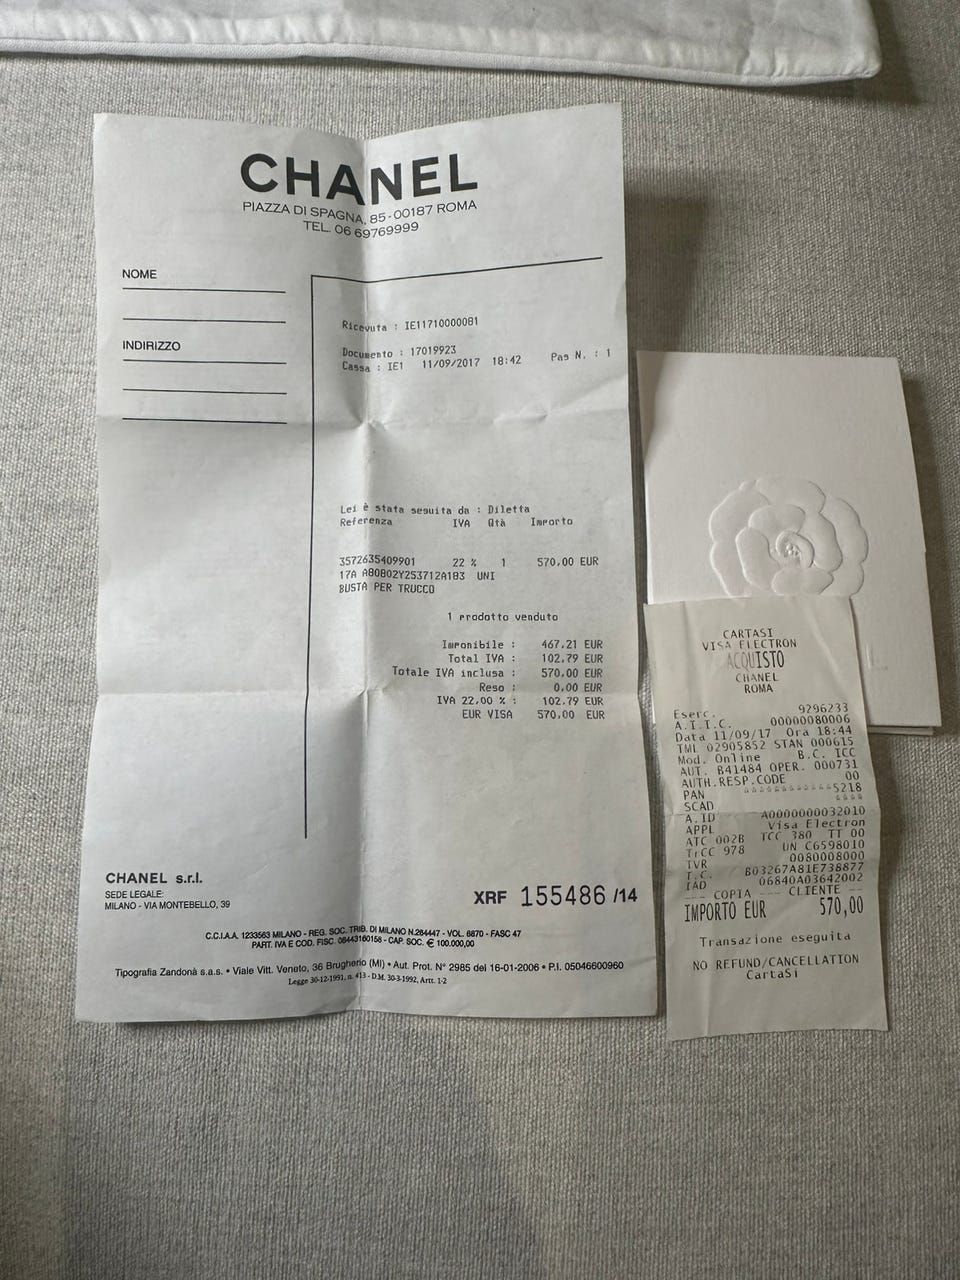 CHANEL
PIAZZA DI SPAGNA, 85-00187 ROMA
TEL. 06 69769999
NOME
INDIRIZZO
Ricevuta : IE11710000081
Documento : 17019923
Cassa : IE1 11/09/2017 18:42 Pag N. : 1
Lei è stata seguita da : Diletta
Referenza IVA Qtà Importo
3572635409901 22 % 1 570,00 EUR
17A A80802Y253712A183 UNI
BUSTA PER TRUCCO
1 prodotto venduto
Imponibile : 467,21 EUR
Total IVA : 102,79 EUR
Totale IVA inclusa : 570,00 EUR
Reso : 0,00 EUR
IVA 22,00 % : 102,79 EUR
EUR VISA 570,00 EUR
CHANEL s.r.l.
SEDE LEGALE:
MILANO - VIA MONTEBELLO, 39
XRF 155486 /14
C.C.I.A.A. 1233563 MILANO - REG. SOC. TRIB. DI MILANO N.264447 - VOL. 6870 - FASC 47
PART. IVA E COD. FISC. 08443160158 - CAP. SOC. € 100.000,00
Tipografia Zandonà s.a.s. • Viale Vitt. Veneto, 36 Brugherio (MI) • Aut. Prot. N° 2985 del 16-01-2006 • P.I. 05046600960
Legge 30-12-1991, n. 413 - D.M. 30-3-1992, Artt. 1-2
CARTASI
VISA ELECTRON
ACQUISTO
CHANEL
ROMA
Eserc. 9296233
A.I.I.C. 00000080006
Data 11/09/17 Ora 18:44
TML 02905852 STAN 000615
Mod. Online B.C. ICC
AUT. B41484 OPER. 000731
AUTH.RESP.CODE 00
PAN ************5218
SCAD ****
A.ID A0000000032010
APPL Visa Electron
ATC 002B TCC 380 TT 00
TrCC 978 UN C6598010
TVR 0080008000
T.C. B03267A81E738877
IAD 06840A03642002
--- COPIA --- CLIENTE ---
IMPORTO EUR 570,00
Transazione eseguita
NO REFUND/CANCELLATION
CartaSi